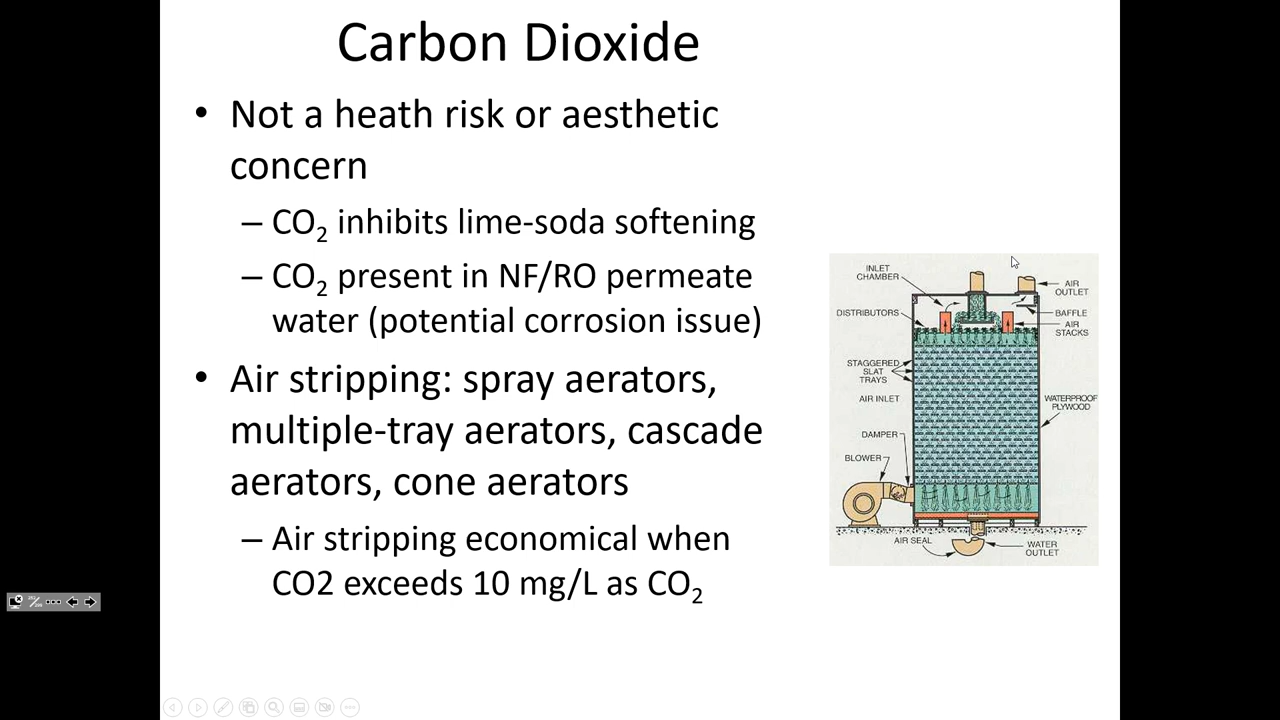 Carbon Dioxide
• Not a heath risk or aesthetic
concern
– CO₂ inhibits lime-soda softening
– CO₂ present in NF/RO permeate
water (potential corrosion issue)
• Air stripping: spray aerators,
multiple-tray aerators, cascade
aerators, cone aerators
– Air stripping economical when
CO2 exceeds 10 mg/L as CO₂
INLET
CHAMBER
AIR
OUTLET
DISTRIBUTORS
BAFFLE
AIR
STACKS
STAGGERED
SLAT
TRAYS
AIR INLET
WATERPROOF
PLYWOOD
DAMPER
BLOWER
AIR SEAL
WATER
OUTLET